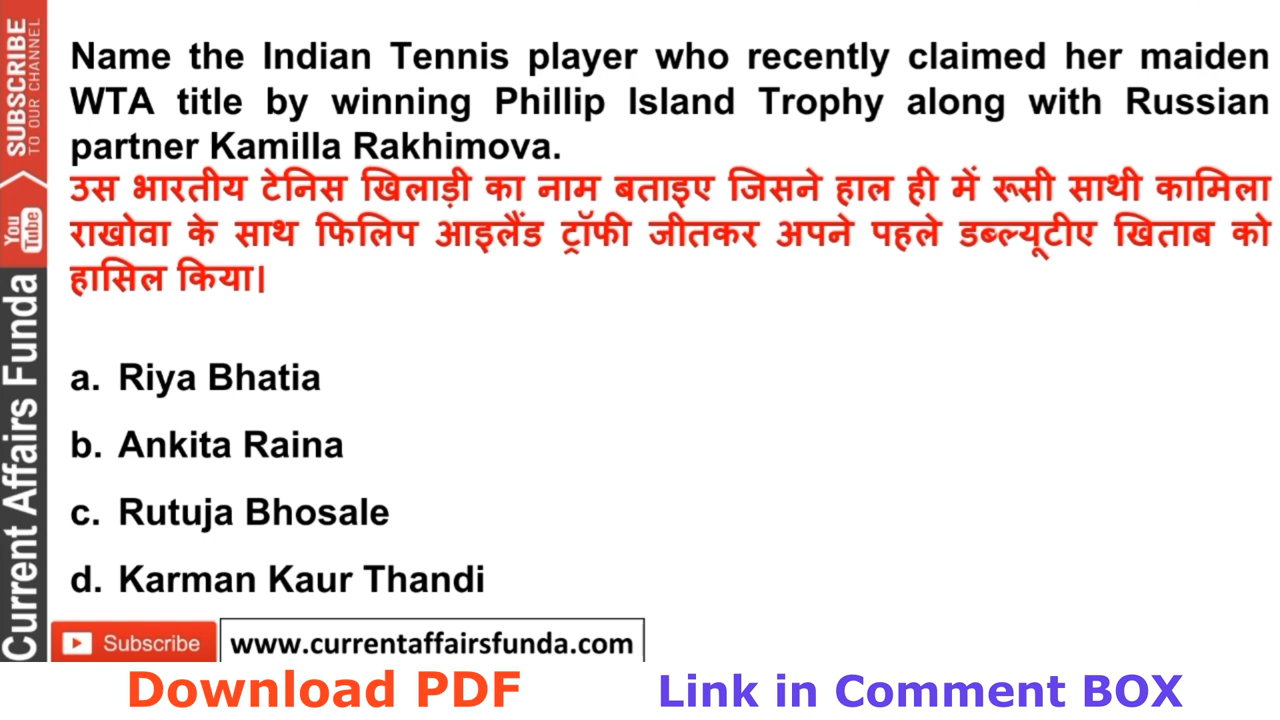 Name the Indian Tennis player who recently claimed her maiden
WTA title by winning Phillip Island Trophy along with Russian
partner Kamilla Rakhimova.
उस भारतीय टेनिस खिलाड़ी का नाम बताइए जिसने हाल ही में रूसी साथी कामिला
राखोवा के साथ फिलिप आइलैंड ट्रॉफी जीतकर अपने पहले डब्ल्यूटीए खिताब को
हासिल किया।
a. Riya Bhatia
b. Ankita Raina
c. Rutuja Bhosale
d. Karman Kaur Thandi
SUBSCRIBE
TO OUR CHANNEL
You
Tube
Current Affairs Funda
Subscribe
www.currentaffairsfunda.com
Download PDF
Link in Comment BOX